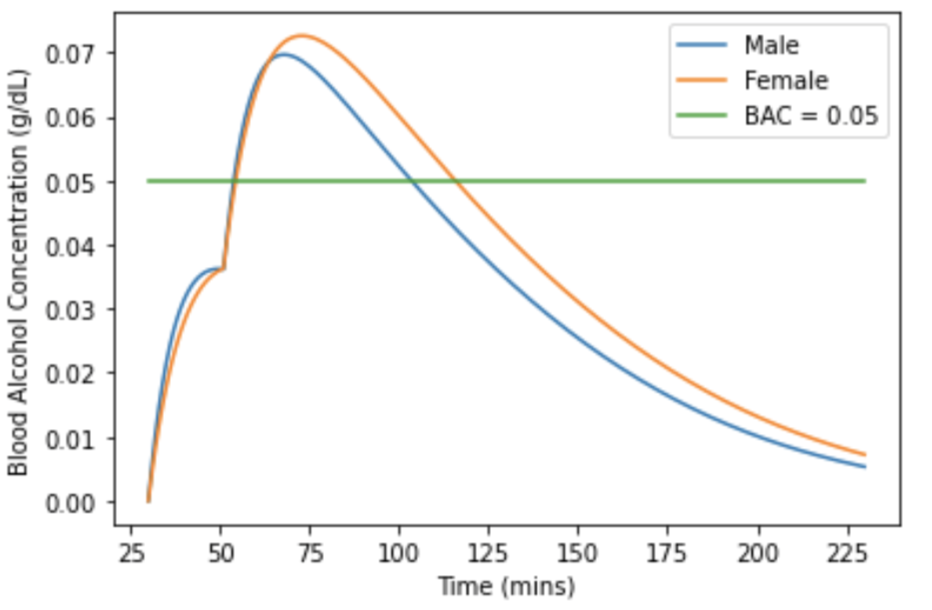 Male
Female
BAC = 0.05
Blood Alcohol Concentration (g/dL)
0.07
0.06
0.05
0.04
0.03
0.02
0.01
0.00
25 50 75 100 125 150 175 200 225
Time (mins)